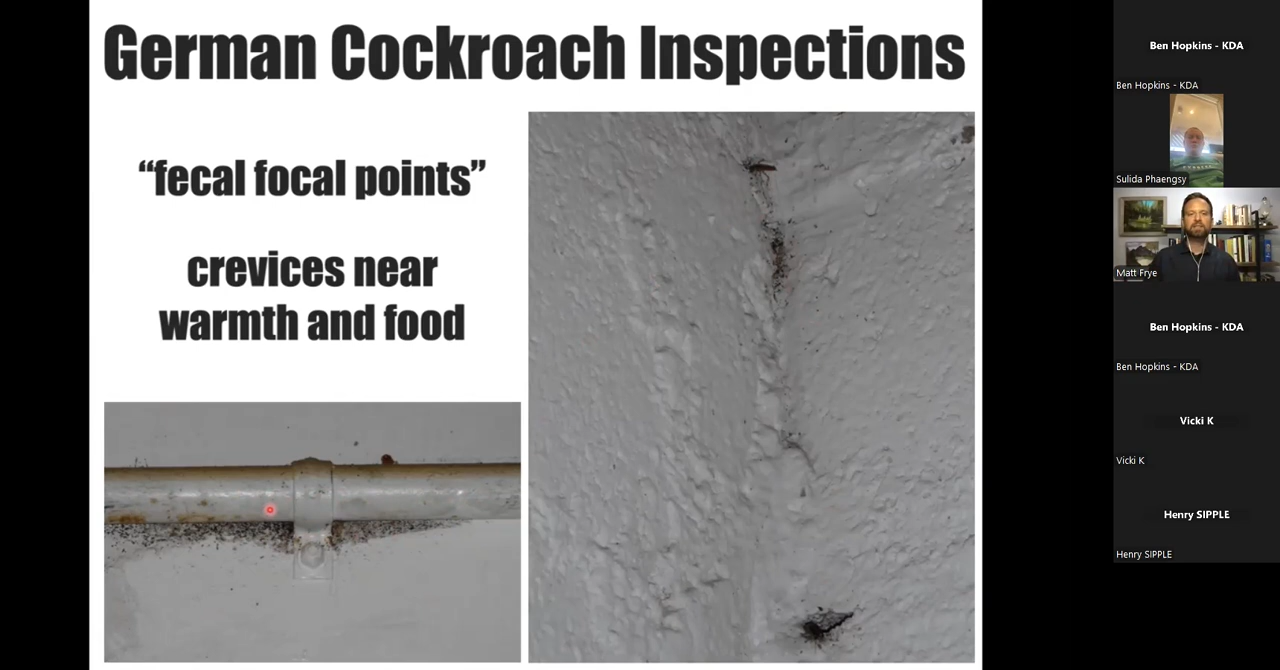 German Cockroach Inspections
“fecal focal points”
crevices near
warmth and food
Ben Hopkins - KDA
Ben Hopkins - KDA
Sulida Phaengsy
Matt Frye
Ben Hopkins - KDA
Ben Hopkins - KDA
Vicki K
Vicki K
Henry SIPPLE
Henry SIPPLE